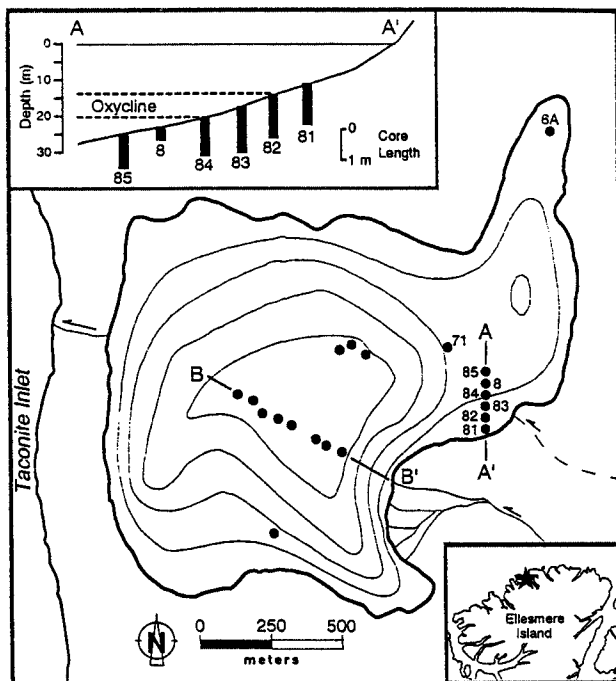 A A'
0
10
20
30
Depth (m)
Oxycline
85
8
84
83
82
81
0
1 m
Core
Length
6A
71
A
85
8
84
83
82
81
A'
B
B'
Taconite Inlet
N
0 250 500
meters
Ellesmere
Island